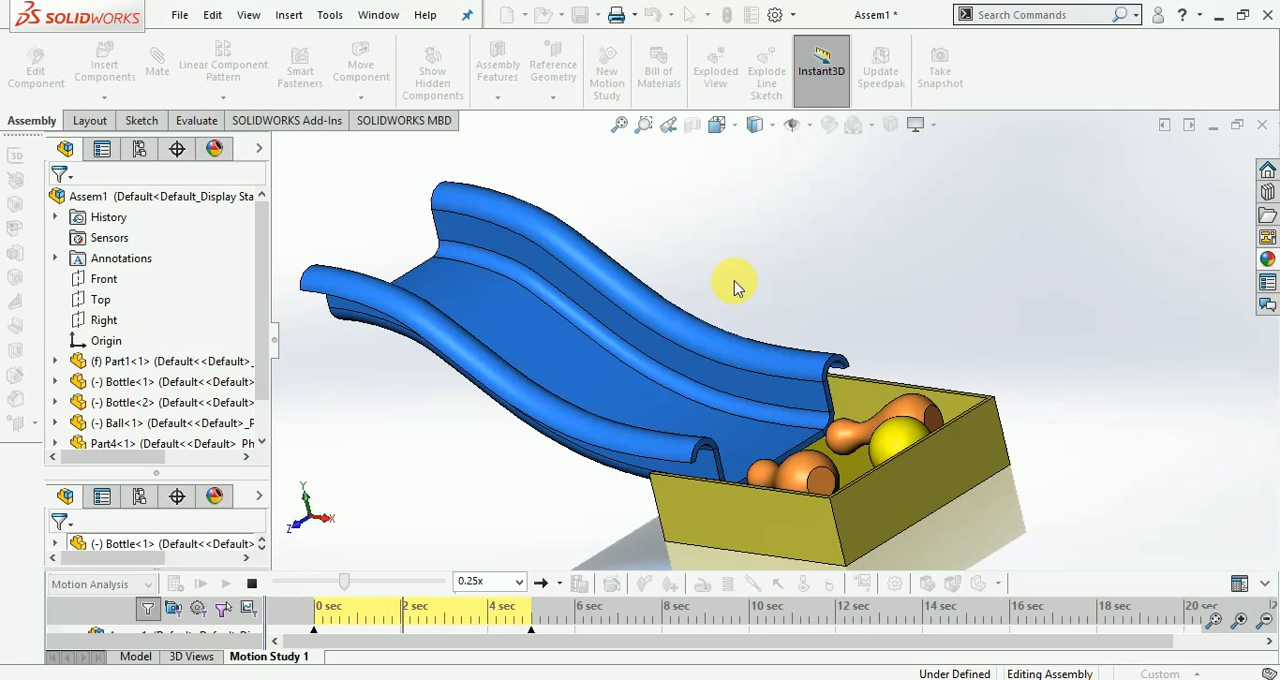 SOLIDWORKS
File Edit View Insert Tools Window Help
Assem1 *
Search Commands
?
Edit Component
Insert Components
Mate
Linear Component Pattern
Smart Fasteners
Move Component
Show Hidden Components
Assembly Features
Reference Geometry
New Motion Study
Bill of Materials
Exploded View
Explode Line Sketch
Instant3D
Update Speedpak
Take Snapshot
Assembly Layout Sketch Evaluate SOLIDWORKS Add-Ins SOLIDWORKS MBD
3D
Assem1 (Default<Default_Display Sta
History
Sensors
Annotations
Front
Top
Right
Origin
(f) Part1<1> (Default<<Default>_
(-) Bottle<1> (Default<<Default>
(-) Bottle<2> (Default<<Default>
(-) Ball<1> (Default<<Default>_P
Part4<1> (Default<<Default>_Ph
Y
Z X
(-) Bottle<1> (Default<<Default>
Motion Analysis
0.25x
0 sec 2 sec 4 sec 6 sec 8 sec 10 sec 12 sec 14 sec 16 sec 18 sec 20 sec
Model 3D Views Motion Study 1
Under Defined Editing Assembly Custom